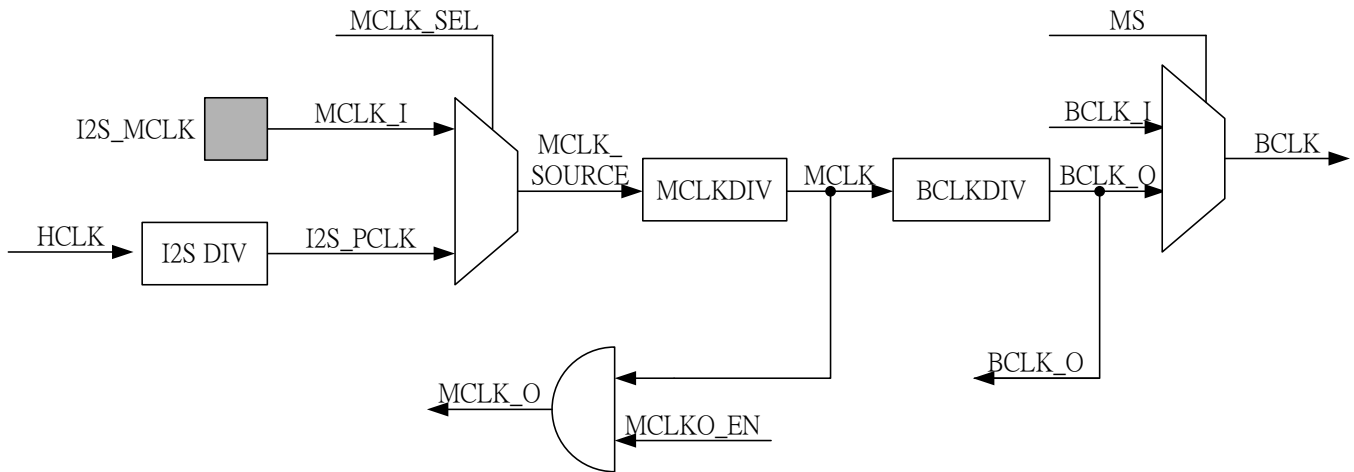 MCLK_SEL
MS
I2S_MCLK
MCLK_I
BCLK_I
MCLK_
SOURCE
MCLKDIV
MCLK
BCLKDIV
BCLK_O
BCLK
HCLK
I2S DIV
I2S_PCLK
MCLK_O
MCLKO_EN
BCLK_O